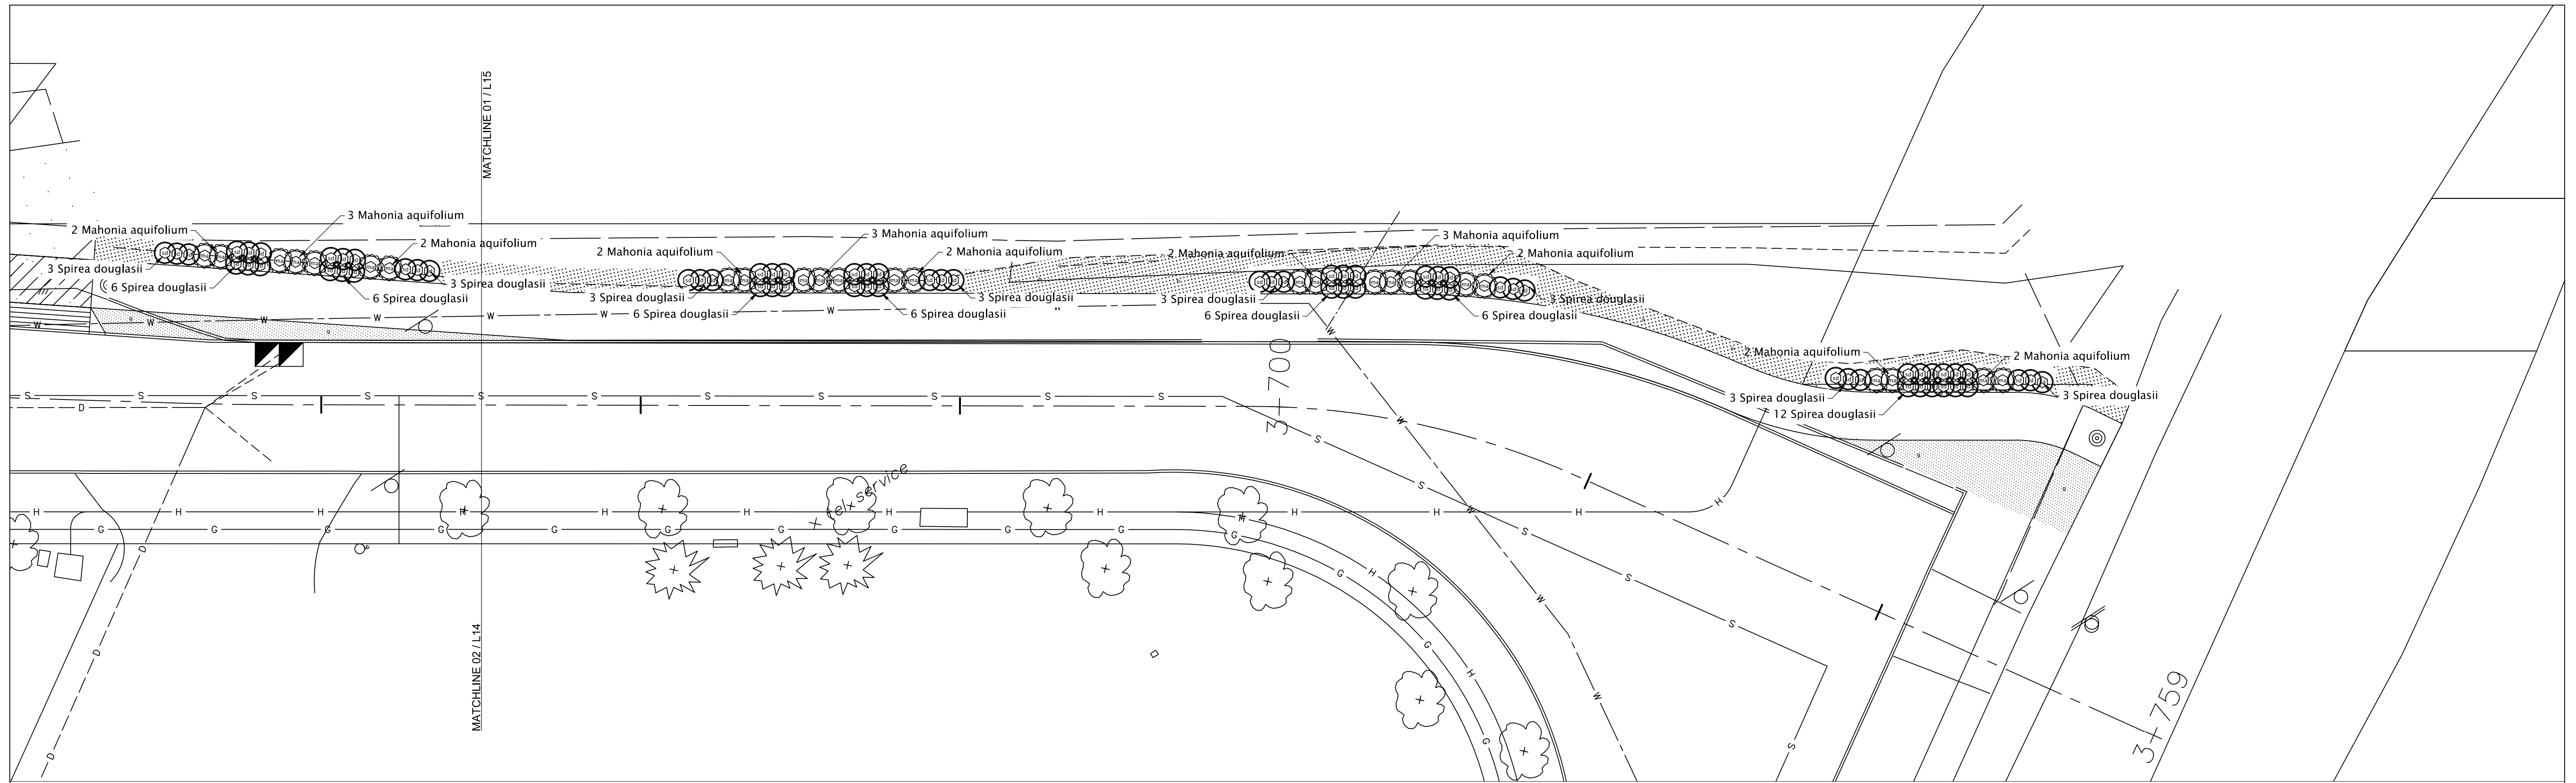 MATCHLINE 01 / L15
3 Mahonia aquifolium
2 Mahonia aquifolium
2 Mahonia aquifolium
3 Spirea douglasii
6 Spirea douglasii
3 Spirea douglasii
6 Spirea douglasii
3 Mahonia aquifolium
2 Mahonia aquifolium
2 Mahonia aquifolium
3 Spirea douglasii
3 Spirea douglasii
6 Spirea douglasii
6 Spirea douglasii
3 Mahonia aquifolium
2 Mahonia aquifolium
2 Mahonia aquifolium
3 Spirea douglasii
3 Spirea douglasii
6 Spirea douglasii
6 Spirea douglasii
2 Mahonia aquifolium
2 Mahonia aquifolium
3 Spirea douglasii
3 Spirea douglasii
12 Spirea douglasii
W W W W W W W W
S S S S S S S S S S S
D
3+700
W
S
W
S
H H H H H H H H H H H
G G G G G G G G G G G
tel service
W
S
H
G
D
W
S
H
G
D
W
S
G
D
MATCHLINE 02 / L14
3+759